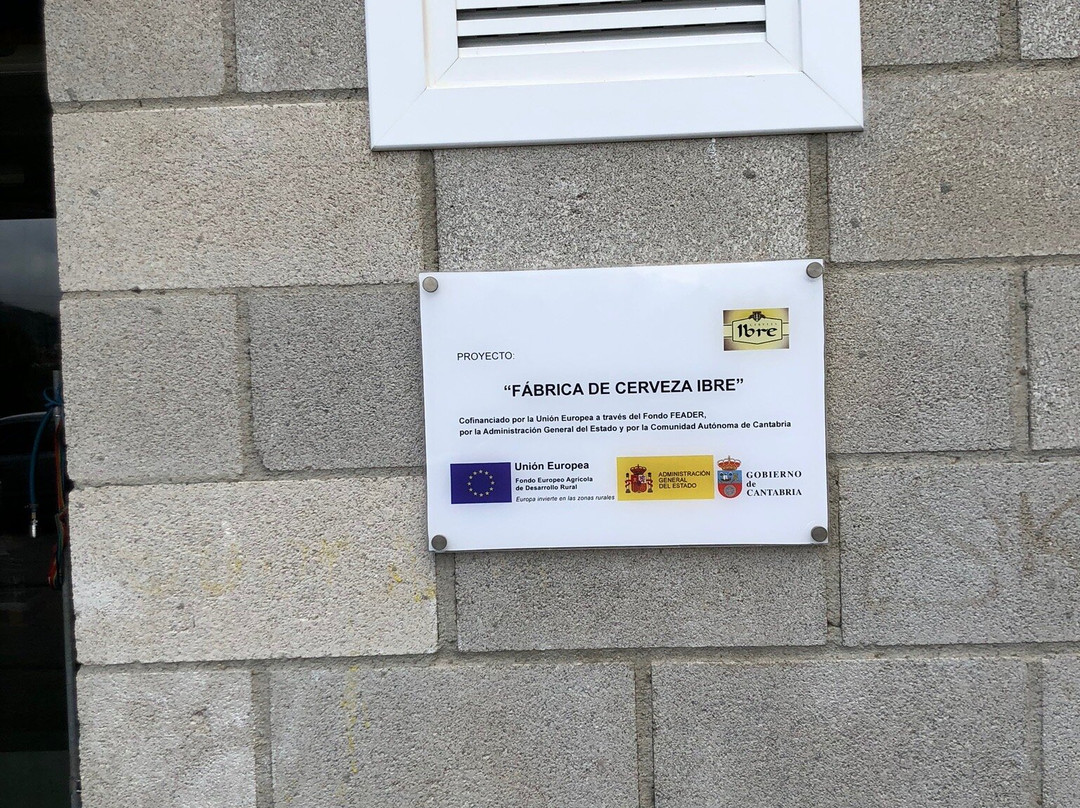 Ibre
PROYECTO:
“FÁBRICA DE CERVEZA IBRE”
Cofinanciado por la Unión Europea a través del Fondo FEADER,
por la Administración General del Estado y por la Comunidad Autónoma de Cantabria
Unión Europea
Fondo Europeo Agrícola
de Desarrollo Rural
Europa invierte en las zonas rurales
ADMINISTRACIÓN
GENERAL
DEL ESTADO
GOBIERNO
de
CANTABRIA